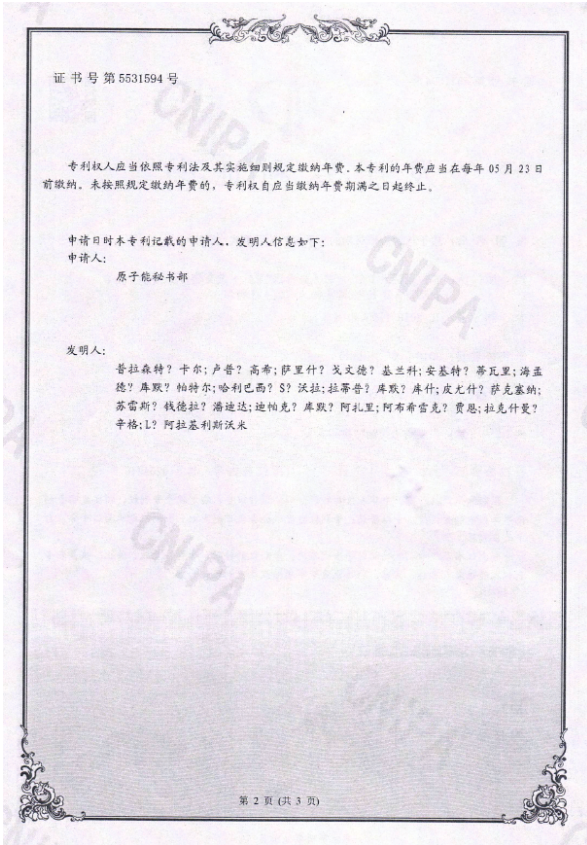 证书号第5531594号
专利权人应当依照专利法及其实施细则规定缴纳年费。本专利的年费应当在每年05月23日
前缴纳。未按照规定缴纳年费的，专利权自应当缴纳年费期满之日起终止。
申请日时本专利记载的申请人、发明人信息如下：
申请人：
原子能秘书部
发明人：
普拉森特？卡尔;卢普？高希;萨里什？戈文德？基兰科;安基特？蒂瓦里;海孟
德？库默？帕特尔;哈利巴西？S？沃拉;拉蒂普？库默？库什;皮尤什？萨克塞纳;
苏雷斯？钱德拉？潘迪达;迪帕克？库默？阿扎里;阿布希雷克？贾恩;拉克什曼？
辛格;L？阿拉基利斯沃米
CNIPA
CNIPA
CNIPA
CNIPA
第 2 页 (共 3 页)